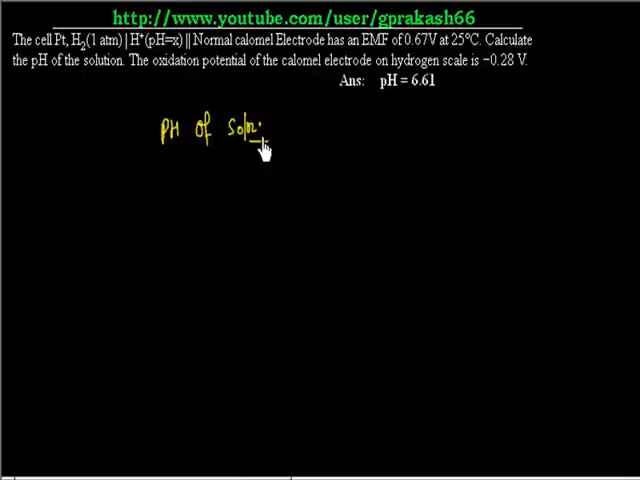 http://www.youtube.com/user/gprakash66
The cell Pt, H₂(1 atm) | H⁺(pH=x) || Normal calomel Electrode has an EMF of 0.67V at 25°C. Calculate
the pH of the solution. The oxidation potential of the calomel electrode on hydrogen scale is −0.28 V.
Ans: pH = 6.61
PH of Soln.